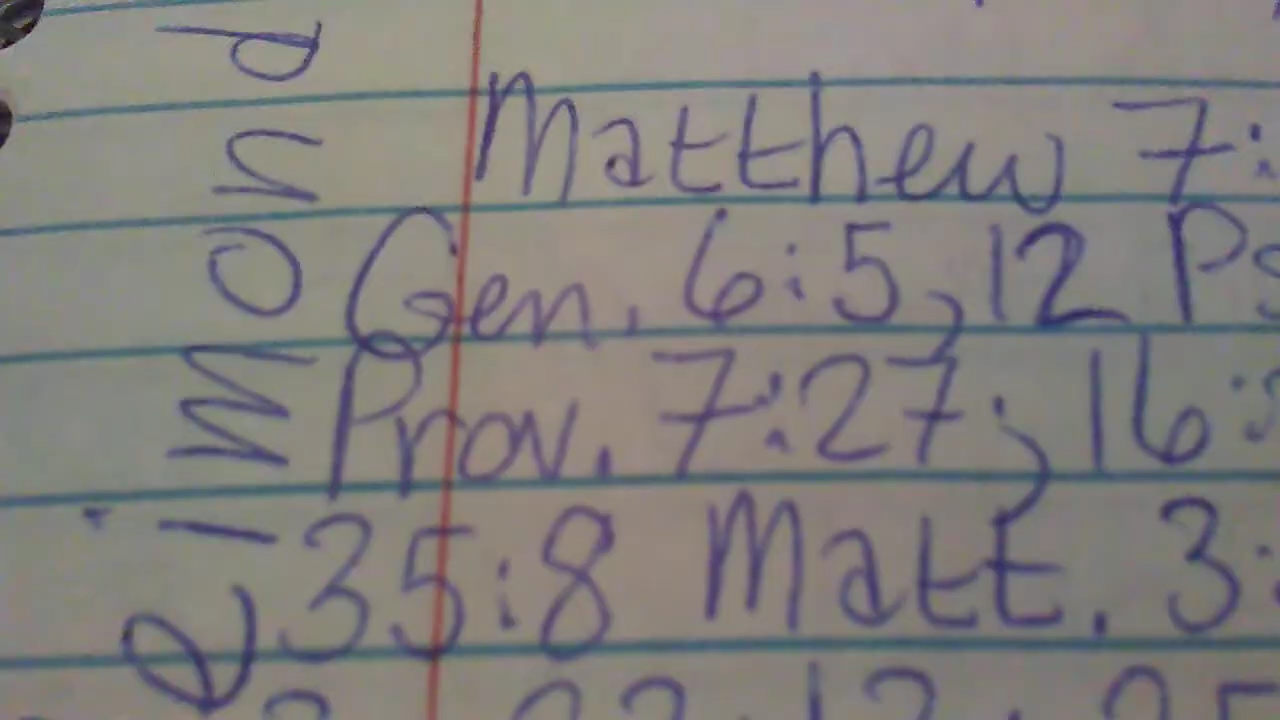 Matthew 7:
Gen. 6:5,12 Ps
Prov. 7:27; 16:
35:8 Matt. 3: